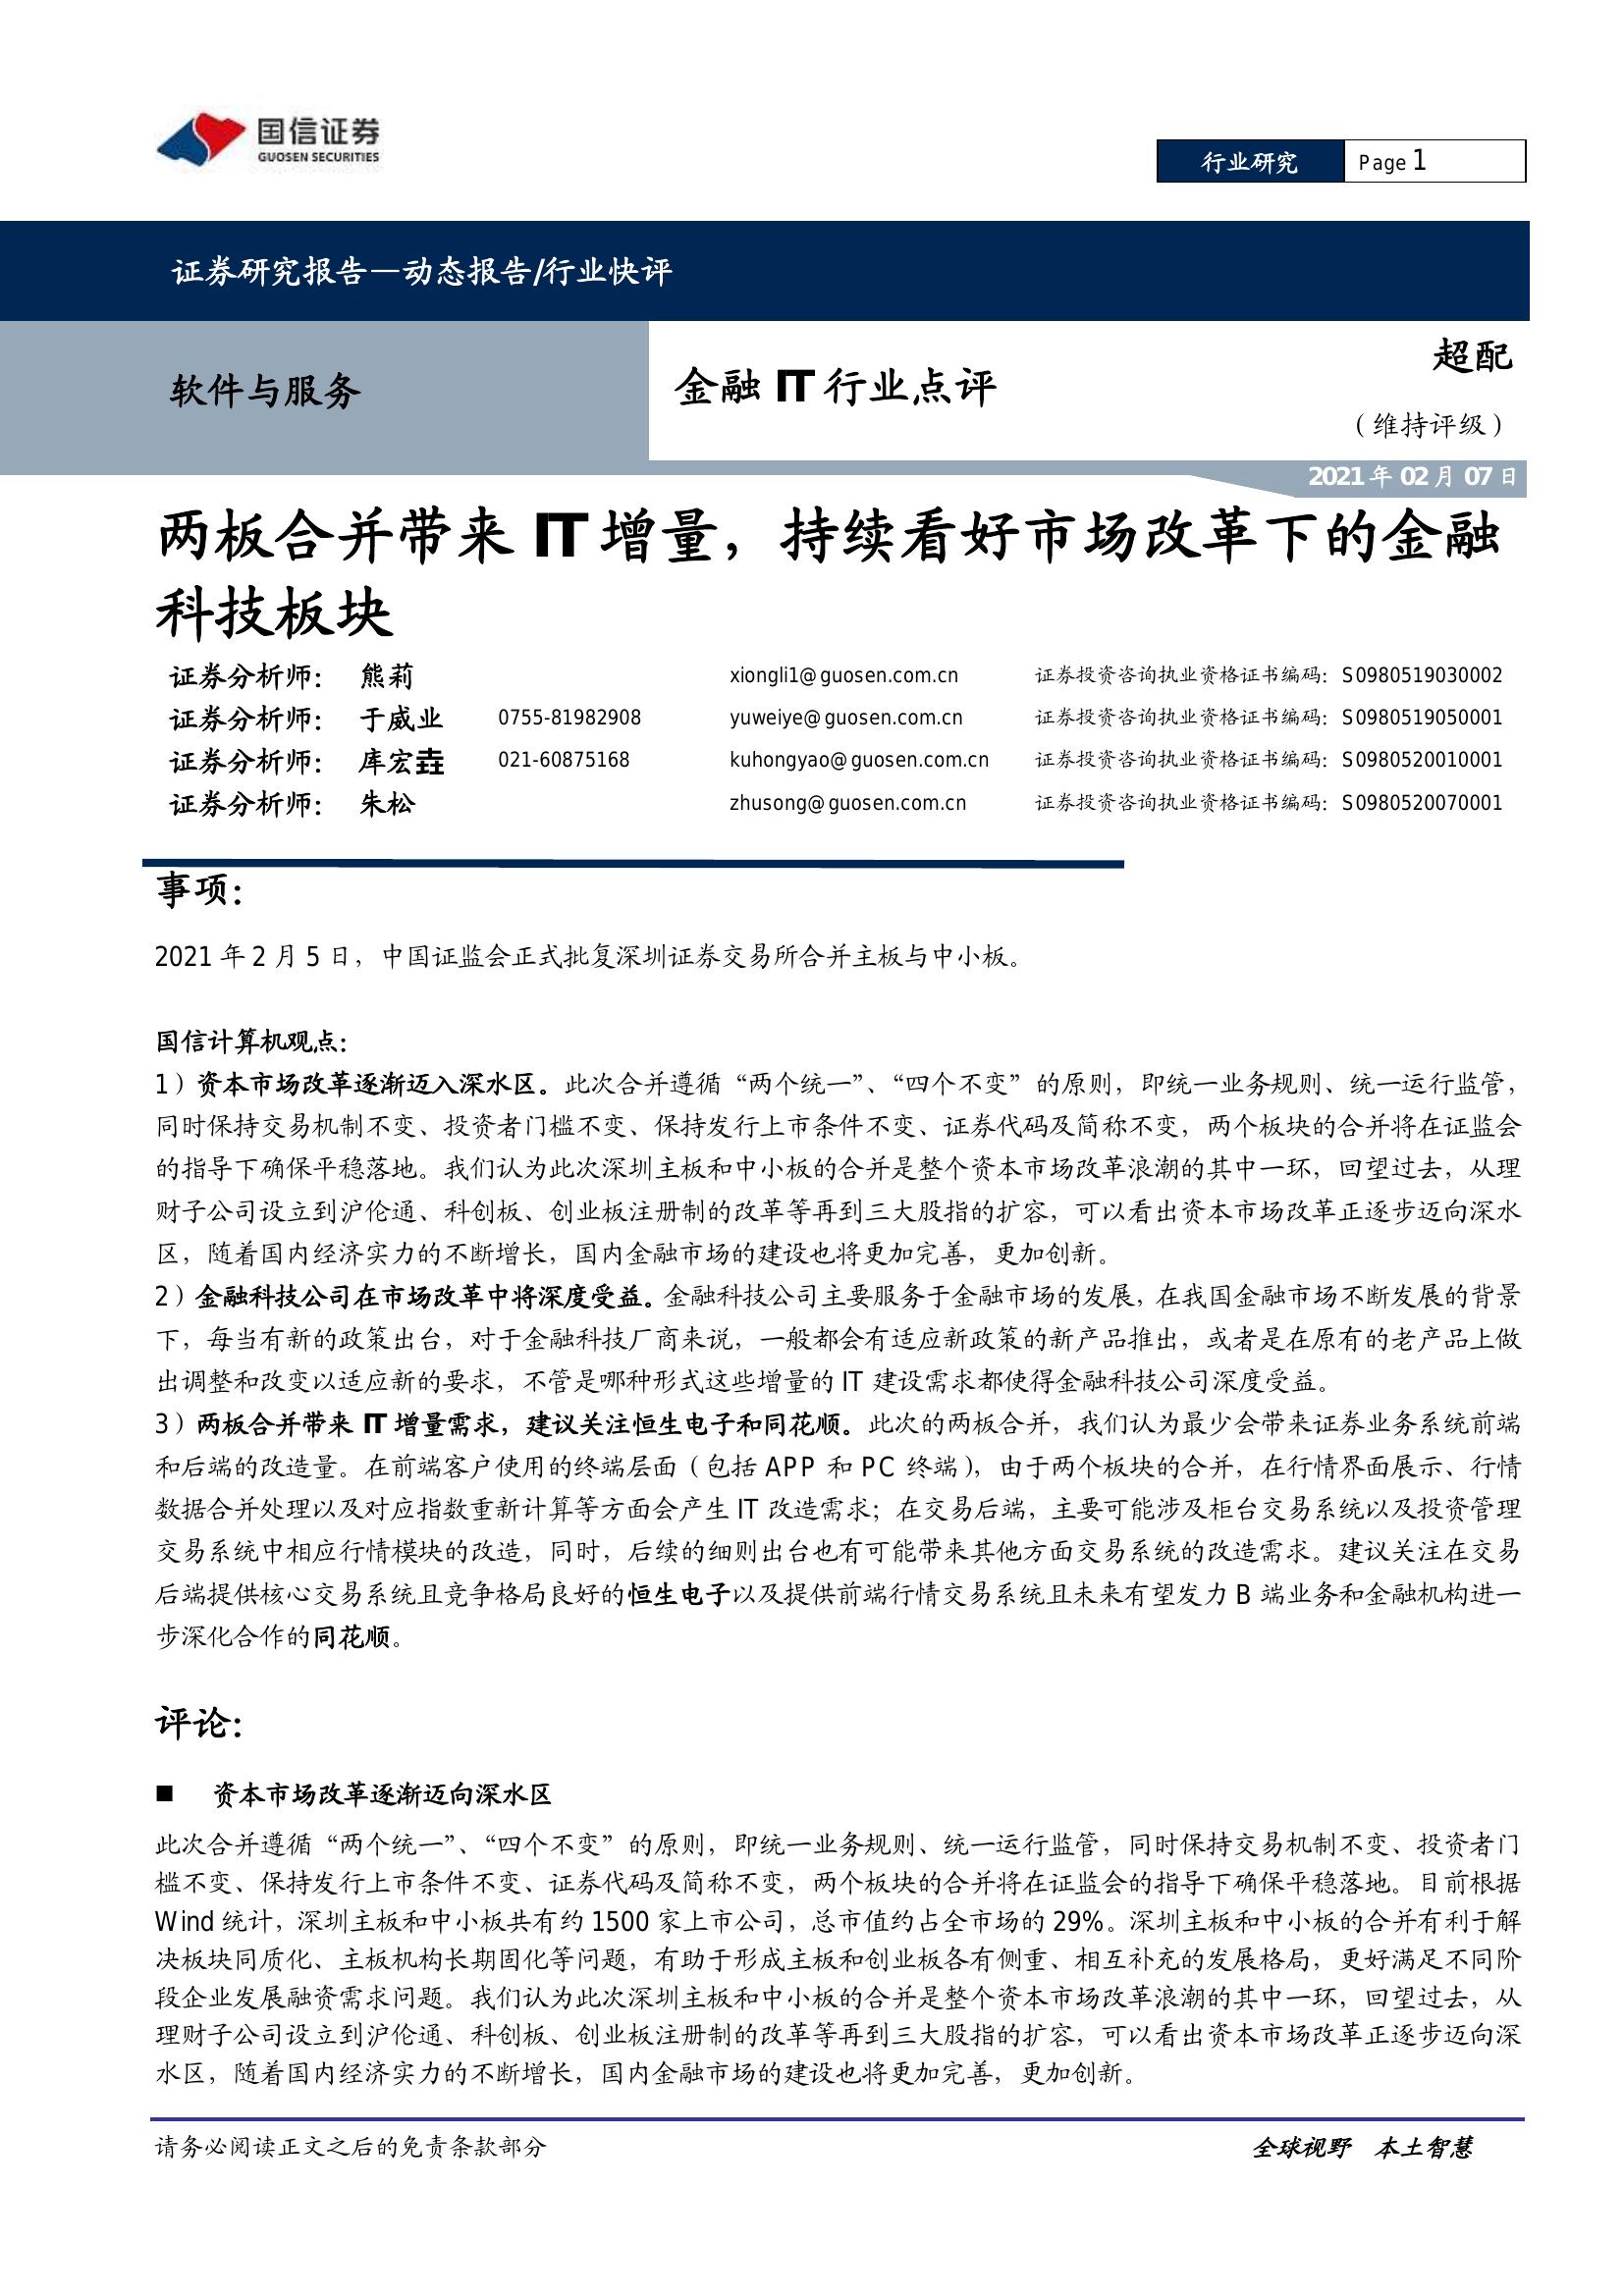 国信证券
GUOSEN SECURITIES
行业研究
Page 1
证券研究报告—动态报告/行业快评
软件与服务
金融 IT 行业点评
超配
（维持评级）
2021 年 02 月 07 日
两板合并带来 IT 增量，持续看好市场改革下的金融
科技板块
证券分析师： 熊莉 xiongli1@guosen.com.cn 证券投资咨询执业资格证书编码：S0980519030002
证券分析师： 于威业 0755-81982908 yuweiye@guosen.com.cn 证券投资咨询执业资格证书编码：S0980519050001
证券分析师： 库宏垚 021-60875168 kuhongyao@guosen.com.cn 证券投资咨询执业资格证书编码：S0980520010001
证券分析师： 朱松 zhusong@guosen.com.cn 证券投资咨询执业资格证书编码：S0980520070001
事项：
2021 年 2 月 5 日，中国证监会正式批复深圳证券交易所合并主板与中小板。
国信计算机观点：
1）资本市场改革逐渐迈入深水区。此次合并遵循“两个统一”、“四个不变”的原则，即统一业务规则、统一运行监管，
同时保持交易机制不变、投资者门槛不变、保持发行上市条件不变、证券代码及简称不变，两个板块的合并将在证监会
的指导下确保平稳落地。我们认为此次深圳主板和中小板的合并是整个资本市场改革浪潮的其中一环，回望过去，从理
财子公司设立到沪伦通、科创板、创业板注册制的改革等再到三大股指的扩容，可以看出资本市场改革正逐步迈向深水
区，随着国内经济实力的不断增长，国内金融市场的建设也将更加完善，更加创新。
2）金融科技公司在市场改革中将深度受益。金融科技公司主要服务于金融市场的发展，在我国金融市场不断发展的背景
下，每当有新的政策出台，对于金融科技厂商来说，一般都会有适应新政策的新产品推出，或者是在原有的老产品上做
出调整和改变以适应新的要求，不管是哪种形式这些增量的 IT 建设需求都使得金融科技公司深度受益。
3）两板合并带来 IT 增量需求，建议关注恒生电子和同花顺。此次的两板合并，我们认为最少会带来证券业务系统前端
和后端的改造量。在前端客户使用的终端层面（包括 APP 和 PC 终端），由于两个板块的合并，在行情界面展示、行情
数据合并处理以及对应指数重新计算等方面会产生 IT 改造需求；在交易后端，主要可能涉及柜台交易系统以及投资管理
交易系统中相应行情模块的改造，同时，后续的细则出台也有可能带来其他方面交易系统的改造需求。建议关注在交易
后端提供核心交易系统且竞争格局良好的恒生电子以及提供前端行情交易系统且未来有望发力 B 端业务和金融机构进一
步深化合作的同花顺。
评论：
■ 资本市场改革逐渐迈向深水区
此次合并遵循“两个统一”、“四个不变”的原则，即统一业务规则、统一运行监管，同时保持交易机制不变、投资者门
槛不变、保持发行上市条件不变、证券代码及简称不变，两个板块的合并将在证监会的指导下确保平稳落地。目前根据
Wind 统计，深圳主板和中小板共有约 1500 家上市公司，总市值约占全市场的 29%。深圳主板和中小板的合并有利于解
决板块同质化、主板机构长期固化等问题，有助于形成主板和创业板各有侧重、相互补充的发展格局，更好满足不同阶
段企业发展融资需求问题。我们认为此次深圳主板和中小板的合并是整个资本市场改革浪潮的其中一环，回望过去，从
理财子公司设立到沪伦通、科创板、创业板注册制的改革等再到三大股指的扩容，可以看出资本市场改革正逐步迈向深
水区，随着国内经济实力的不断增长，国内金融市场的建设也将更加完善，更加创新。
请务必阅读正文之后的免责条款部分
全球视野 本土智慧